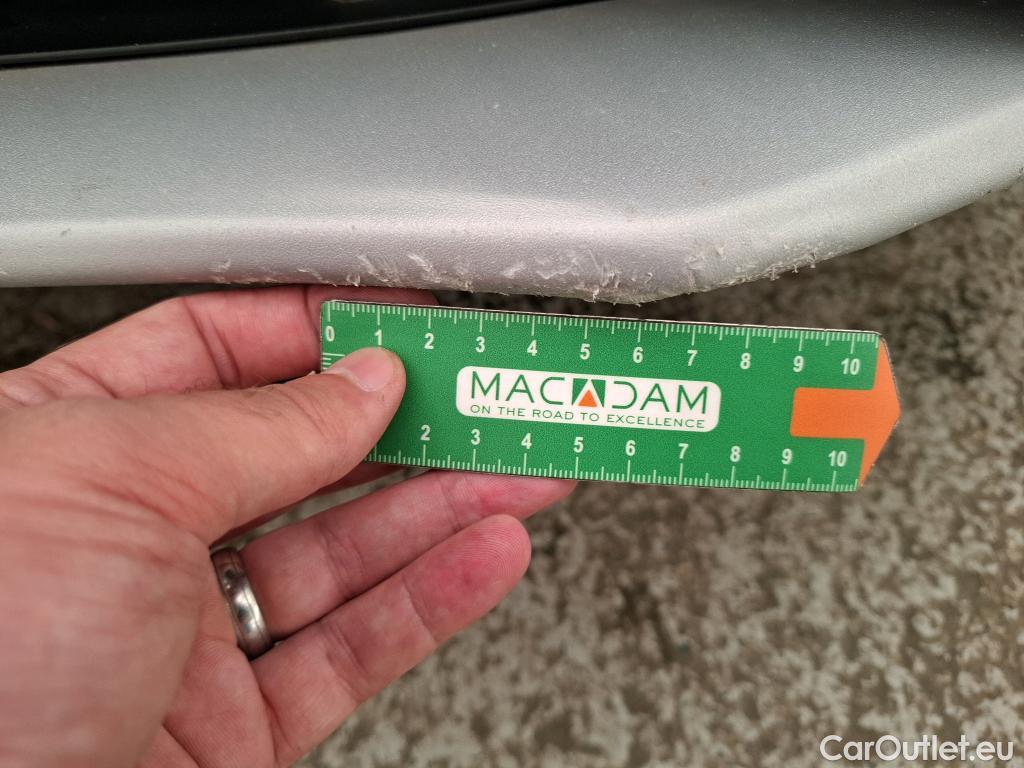 0 1 2 3 4 5 6 7 8 9 10
MACADAM
ON THE ROAD TO EXCELLENCE
2 3 4 5 6 7 8 9 10
CarOutlet.eu